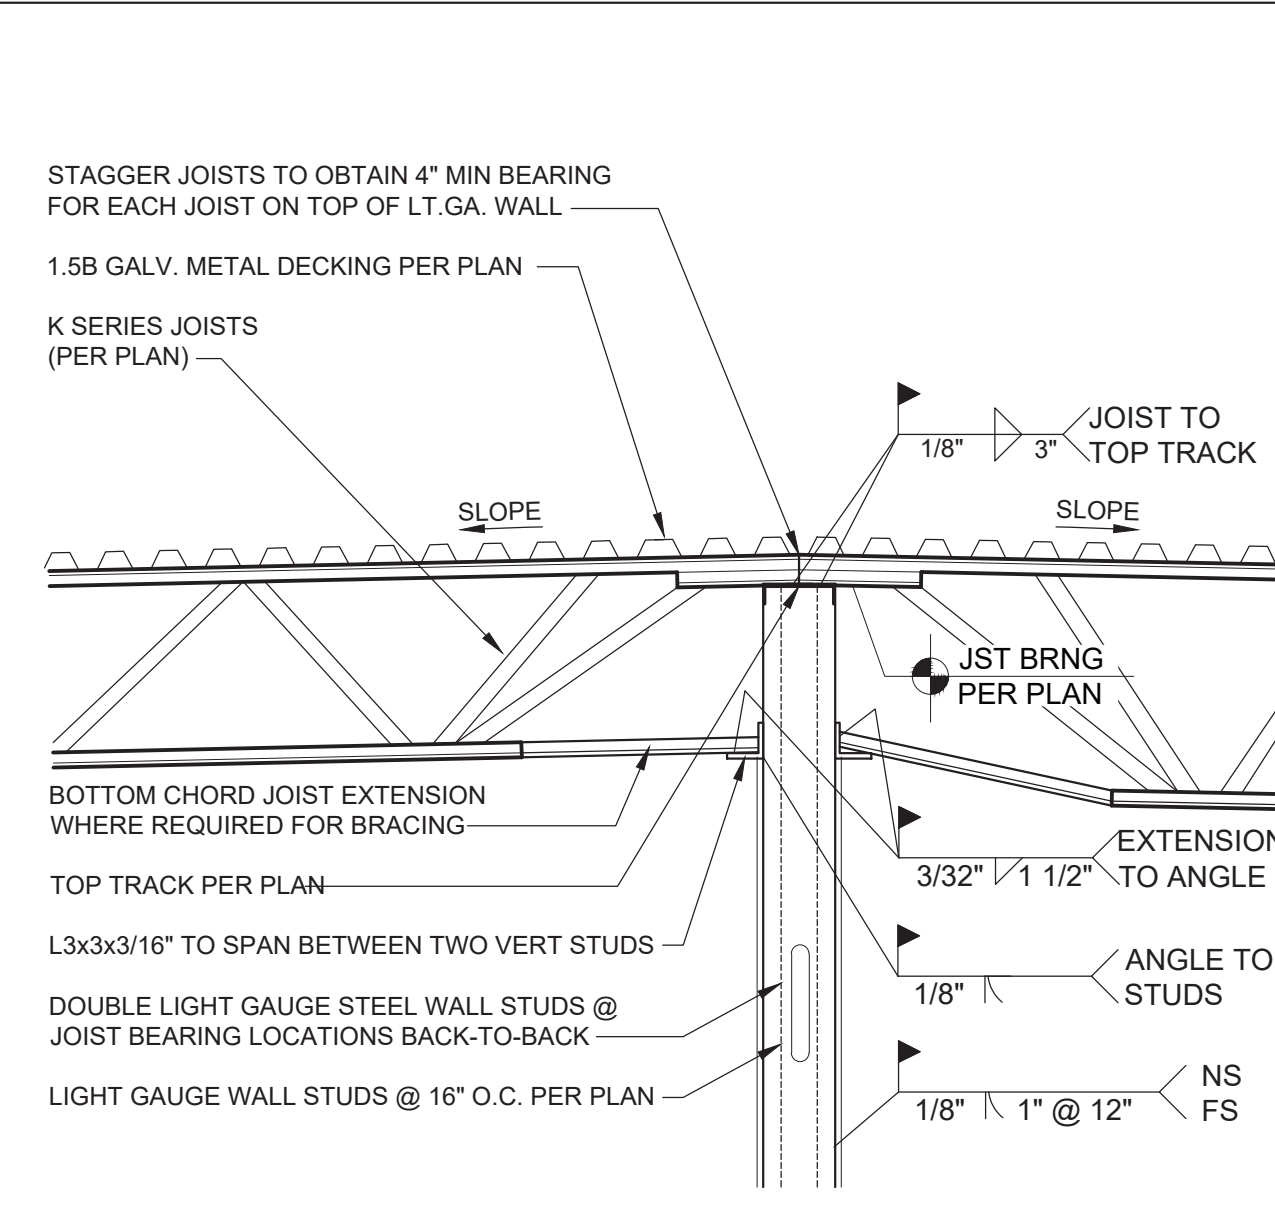 STAGGER JOISTS TO OBTAIN 4" MIN BEARING
FOR EACH JOIST ON TOP OF LT.GA. WALL
1.5B GALV. METAL DECKING PER PLAN
K SERIES JOISTS
(PER PLAN)
JOIST TO
1/8" 3"
TOP TRACK
SLOPE
SLOPE
JST BRNG
PER PLAN
BOTTOM CHORD JOIST EXTENSION
WHERE REQUIRED FOR BRACING
EXTENSION
3/32" 1 1/2"
TO ANGLE
TOP TRACK PER PLAN
L3x3x3/16" TO SPAN BETWEEN TWO VERT STUDS
ANGLE TO
1/8"
STUDS
DOUBLE LIGHT GAUGE STEEL WALL STUDS @
JOIST BEARING LOCATIONS BACK-TO-BACK
LIGHT GAUGE WALL STUDS @ 16" O.C. PER PLAN
NS
1/8" 1" @ 12"
FS